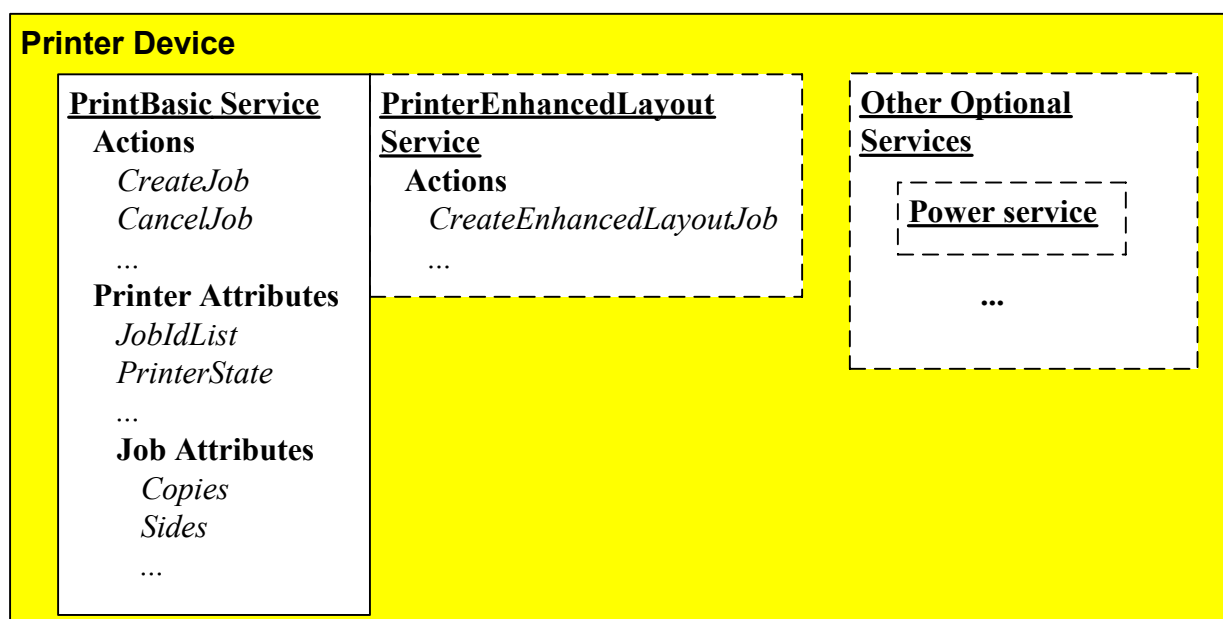 Printer Device
PrintBasic Service
Actions
CreateJob
CancelJob
...
Printer Attributes
JobIdList
PrinterState
...
Job Attributes
Copies
Sides
...
PrinterEnhancedLayout
Service
Actions
CreateEnhancedLayoutJob
...
Other Optional
Services
Power service
...